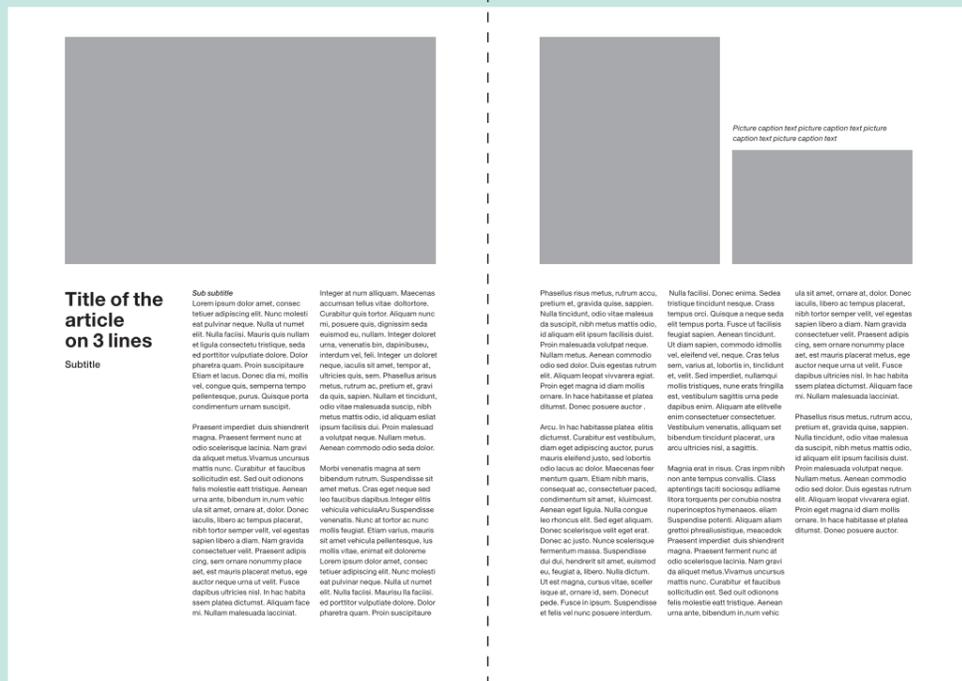 Title of the
article
on 3 lines
Subtitle
Sub subtitle
Lorem ipsum dolor amet, consec
tetuer adipiscing elit. Nunc molesti
eat pulvinar neque. Nulla ut numet
elit. Nulla faciisi. Mauris quis nullam
et ligula consectetu tristique, seda
ed porttitor vulputiate dolore. Dolor
pharetra quam. Proin suscipitaure
Etiam et lacus. Donec dia mi, mollis
vel, congue quis, semperna tempo
pellentesque, purus. Quisque porta
condimentum urnam suscipit.
Praesent imperdiet duis shiendrerit
magna. Praesent ferment nunc at
odio scelerisque lacinia. Nam gravi
da aliquet metus.Vivamus uncursus
mattis nunc. Curabitur et faucibus
sollicitudin est. Sed ouit odionons
felis molestie eatt tristique. Aenean
urna ante, bibendum in,num vehic
ula sit amet, ornare at, dolor. Donec
iaculis, libero ac tempus placerat,
nibh tortor semper velit, vel egestas
sapien libero a diam. Nam gravida
consectetuer velit. Praesent adipis
cing, sem ornare nonummy place
aet, est mauris placerat metus, ege
auctor neque urna ut velit. Fusce
dapibus ultricies nisl. In hac habita
ssem platea dictumst. Aliquam face
mi. Nullam malesuada lacciniat.
Integer at num alliquam. Maecenas
accumsan tellus vitae doltortore.
Curabitur quis tortor. Aliquam nunc
mi, posuere quis, dignissim seda
euismod eu, nullam. Integer doloret
urna, venenatis bin, dapinibuseu,
interdum vel, feli. Integer un doloret
neque, iaculis sit amet, tempor at,
ultricies quis, sem. Phasellus arisus
metus, rutrum ac, pretium et, gravi
da quis, sapien. Nullam et tincidunt,
odio vitae malesuada suscip, nibh
metus mattis odio, id aliquam esliat
ipsum facilisis dui. Proin malesuad
a volutpat neque. Nullam metus.
Aenean commodo odio seda dolor.
Morbi venenatis magna at sem
bibendum rutrum. Suspendisse sit
amet metus. Cras eget neque sed
leo faucibus dapibus.Integer elitis
vehicula vehiculaAru Suspendisse
venenatis. Nunc at tortor ac nunc
mollis feugiat. Etiam varius, mauris
sit amet vehicula pellentesque, lus
mollis vitae, enimat eit doloreme
Lorem ipsum dolor amet, consec
tetuer adipiscing elit. Nunc molesti
eat pulvinar neque. Nulla ut numet
elit. Nulla faciisi. Maurisu lla faciisi.
ed porttitor vulputiate dolore. Dolor
pharetra quam. Proin suscipitaure
Picture caption text picture caption text picture
caption text picture caption text
Phasellus risus metus, rutrum accu,
pretium et, gravida quise, sappien.
Nulla tincidunt, odio vitae malesus
da suscipit, nibh metus mattis odio,
id aliquam elit ipsum facilisis duist.
Proin malesuada volutpat neque.
Nullam metus. Aenean commodo
odio sed dolor. Duis egestas rutrum
elit. Aliquam leopat vivvarera egiat.
Proin eget magna id diam mollis
ornare. In hac habitasse et platea
ditumst. Donec posuere auctor .
Arcu. In hac habitasse platea elitis
dictumst. Curabitur est vestibulum,
diam eget adipiscing auctor, purus
mauris eleifend justo, sed lobortis
odio lacus ac dolor. Maecenas feer
mentum quam. Etiam nibh maris,
consequat ac, consectetuer paced,
condimentum sit amet, kluimosst.
Aenean eget ligula. Nulla congue
leo rhoncus elit. Sed eget aliquam.
Donec scelerisque velit eget erat.
Donec ac justo. Nunce scelerisque
fermentum massa. Suspendisse
dui dui, hendrerit sit amet, euismod
eu, feugiat a, libero. Nulla dictum.
Ut est magna, cursus vitae, sceller
isque at, ornare id, sem. Donecut
pede. Fusce in ipsum. Suspendisse
et felis vel nunc posuere interdum.
Nulla facilisi. Donec enima. Sedea
tristique tincidunt nesque. Crass
tempus orci. Quisque a neque seda
elit tempus porta. Fusce ut facilisis
feugiat sapien. Aenean tincidunt.
Ut diam sapien, commodo idmollis
vel, eleifend vel, neque. Cras telus
sem, varius at, lobortis in, tincidunt
et, velit. Sed imperdiet, nullamqui
mollis tristiques, nune erats fringilla
est, vestibulum sagittis urna pede
dapibus enim. Aliquam ate elitvelle
enim consectetuer consectetuer.
Vestibulum venenatis, alliquam set
bibendum tincidunt placerat, ura
arcu ultricies nisl, a sagittis.
Magnia erat in risus. Cras inpm nibh
non ante tempus convallis. Class
aptentings taciti sociosqu adliame
litora torquents per conubia nostra
nuperinceptos hymenaeos. eliam
Suspendise potenti. Aliquam aliam
grettoi phrealiusistique, meacedok
Praesent imperdiet duis shiendrerit
magna. Praesent ferment nunc at
odio scelerisque lacinia. Nam gravi
da aliquet metus.Vivamus uncursus
mattis nunc. Curabitur et faucibus
sollicitudin est. Sed ouit odionons
felis molestie eatt tristique. Aenean
urna ante, bibendum in,num vehic
ula sit amet, ornare at, dolor. Donec
iaculis, libero ac tempus placerat,
nibh tortor semper velit, vel egestas
sapien libero a diam. Nam gravida
consectetuer velit. Praesent adipis
cing, sem ornare nonummy place
aet, est mauris placerat metus, ege
auctor neque urna ut velit. Fusce
dapibus ultricies nisl. In hac habita
ssem platea dictumst. Aliquam face
mi. Nullam malesuada lacciniat.
Phasellus risus metus, rutrum accu,
pretium et, gravida quise, sapien.
Nulla tincidunt, odio vitae malesua
da suscipit, nibh metus mattis odio,
id aliquam elit ipsum facilisis duist.
Proin malesuada volutpat neque.
Nullam metus. Aenean commodo
odio sed dolor. Duis egestas rutrum
elit. Aliquam leopat vivvarera egiat.
Proin eget magna id diam mollis
ornare. In hac habitasse et platea
ditumst. Donec posuere auctor.